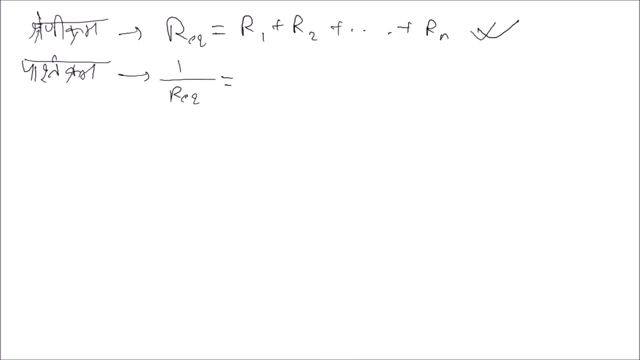 श्रेणीक्रम → Req = R1 + R2 + ... + Rn
पार्श्वक्रम → 1/Req =